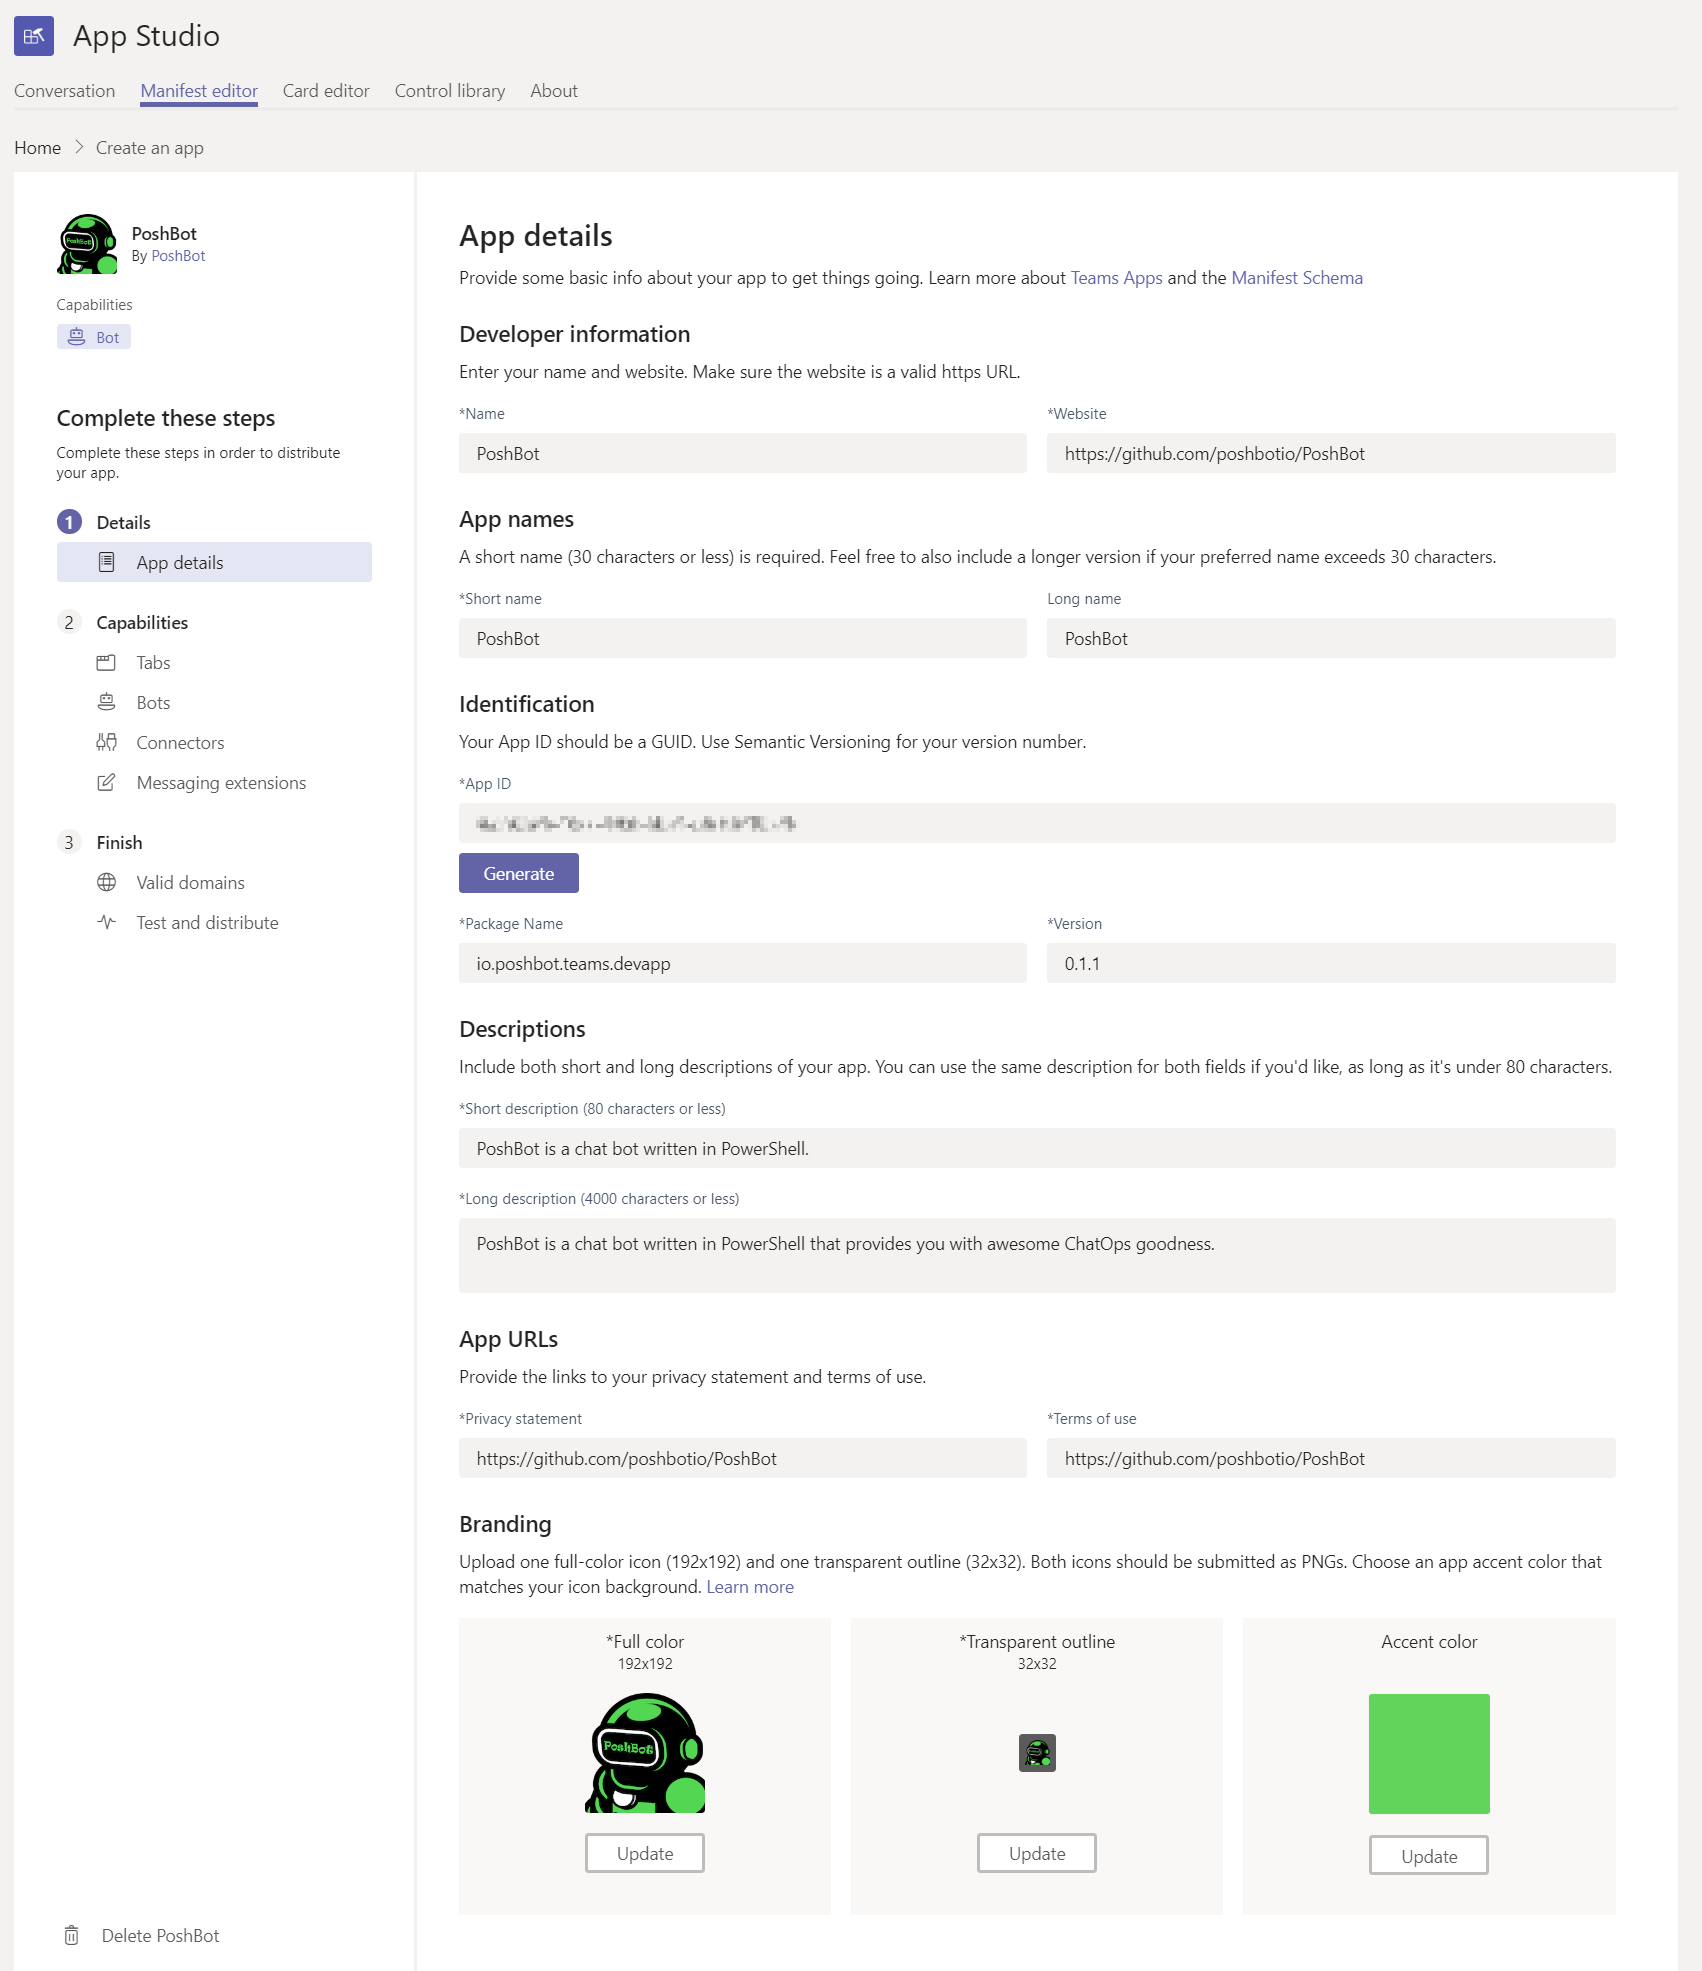 App Studio
Conversation Manifest editor Card editor Control library About
Home Create an app
PoshBot
By PoshBot
Capabilities
Bot
Complete these steps
Complete these steps in order to distribute
your app.
1 Details
App details
2 Capabilities
Tabs
Bots
Connectors
Messaging extensions
3 Finish
Valid domains
Test and distribute
Delete PoshBot
App details
Provide some basic info about your app to get things going. Learn more about Teams Apps and the Manifest Schema
Developer information
Enter your name and website. Make sure the website is a valid https URL.
*Name *Website
PoshBot https://github.com/poshbotio/PoshBot
App names
A short name (30 characters or less) is required. Feel free to also include a longer version if your preferred name exceeds 30 characters.
*Short name Long name
PoshBot PoshBot
Identification
Your App ID should be a GUID. Use Semantic Versioning for your version number.
*App ID
Generate
*Package Name *Version
io.poshbot.teams.devapp 0.1.1
Descriptions
Include both short and long descriptions of your app. You can use the same description for both fields if you'd like, as long as it's under 80 characters.
*Short description (80 characters or less)
PoshBot is a chat bot written in PowerShell.
*Long description (4000 characters or less)
PoshBot is a chat bot written in PowerShell that provides you with awesome ChatOps goodness.
App URLs
Provide the links to your privacy statement and terms of use.
*Privacy statement *Terms of use
https://github.com/poshbotio/PoshBot https://github.com/poshbotio/PoshBot
Branding
Upload one full-color icon (192x192) and one transparent outline (32x32). Both icons should be submitted as PNGs. Choose an app accent color that
matches your icon background. Learn more
*Full color *Transparent outline Accent color
192x192 32x32
PoshBot
Update Update Update